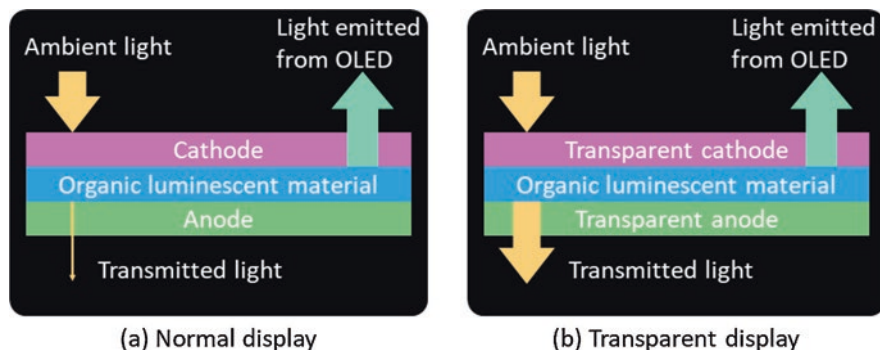 Ambient light
Light emitted
from OLED
Cathode
Organic luminescent material
Anode
Transmitted light
(a) Normal display
Ambient light
Light emitted
from OLED
Transparent cathode
Organic luminescent material
Transparent anode
Transmitted light
(b) Transparent display